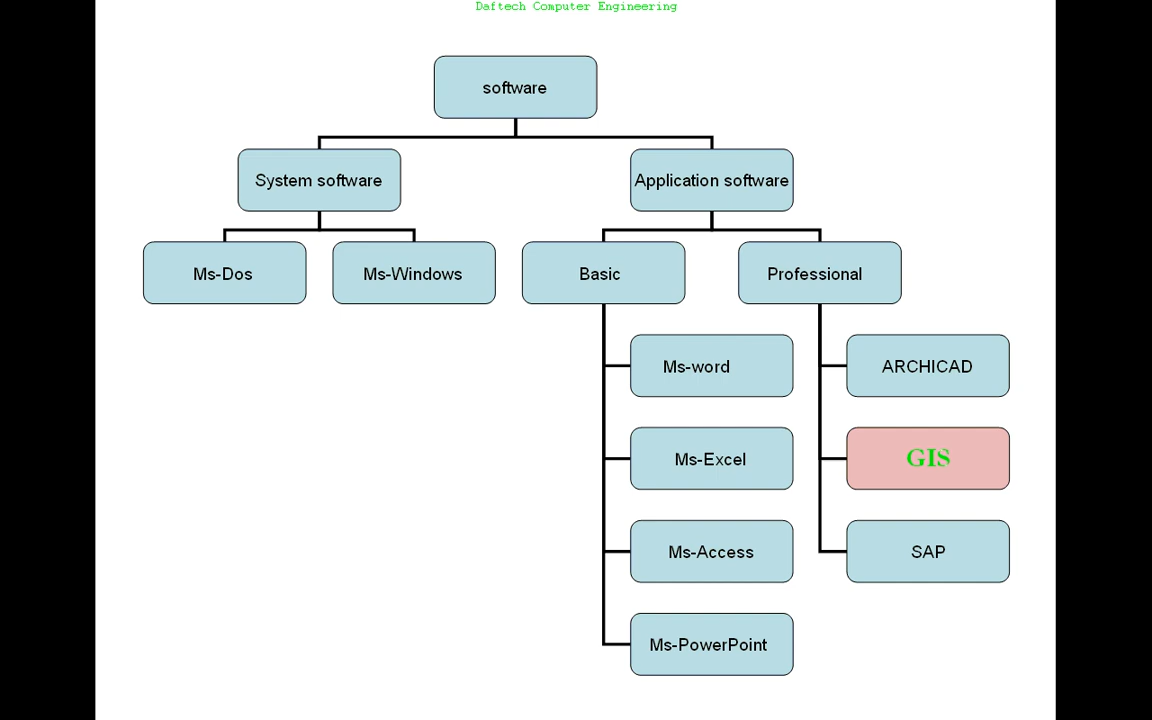 Daftech Computer Engineering
software
System software
Application software
Ms-Dos
Ms-Windows
Basic
Professional
Ms-word
ARCHICAD
Ms-Excel
GIS
Ms-Access
SAP
Ms-PowerPoint